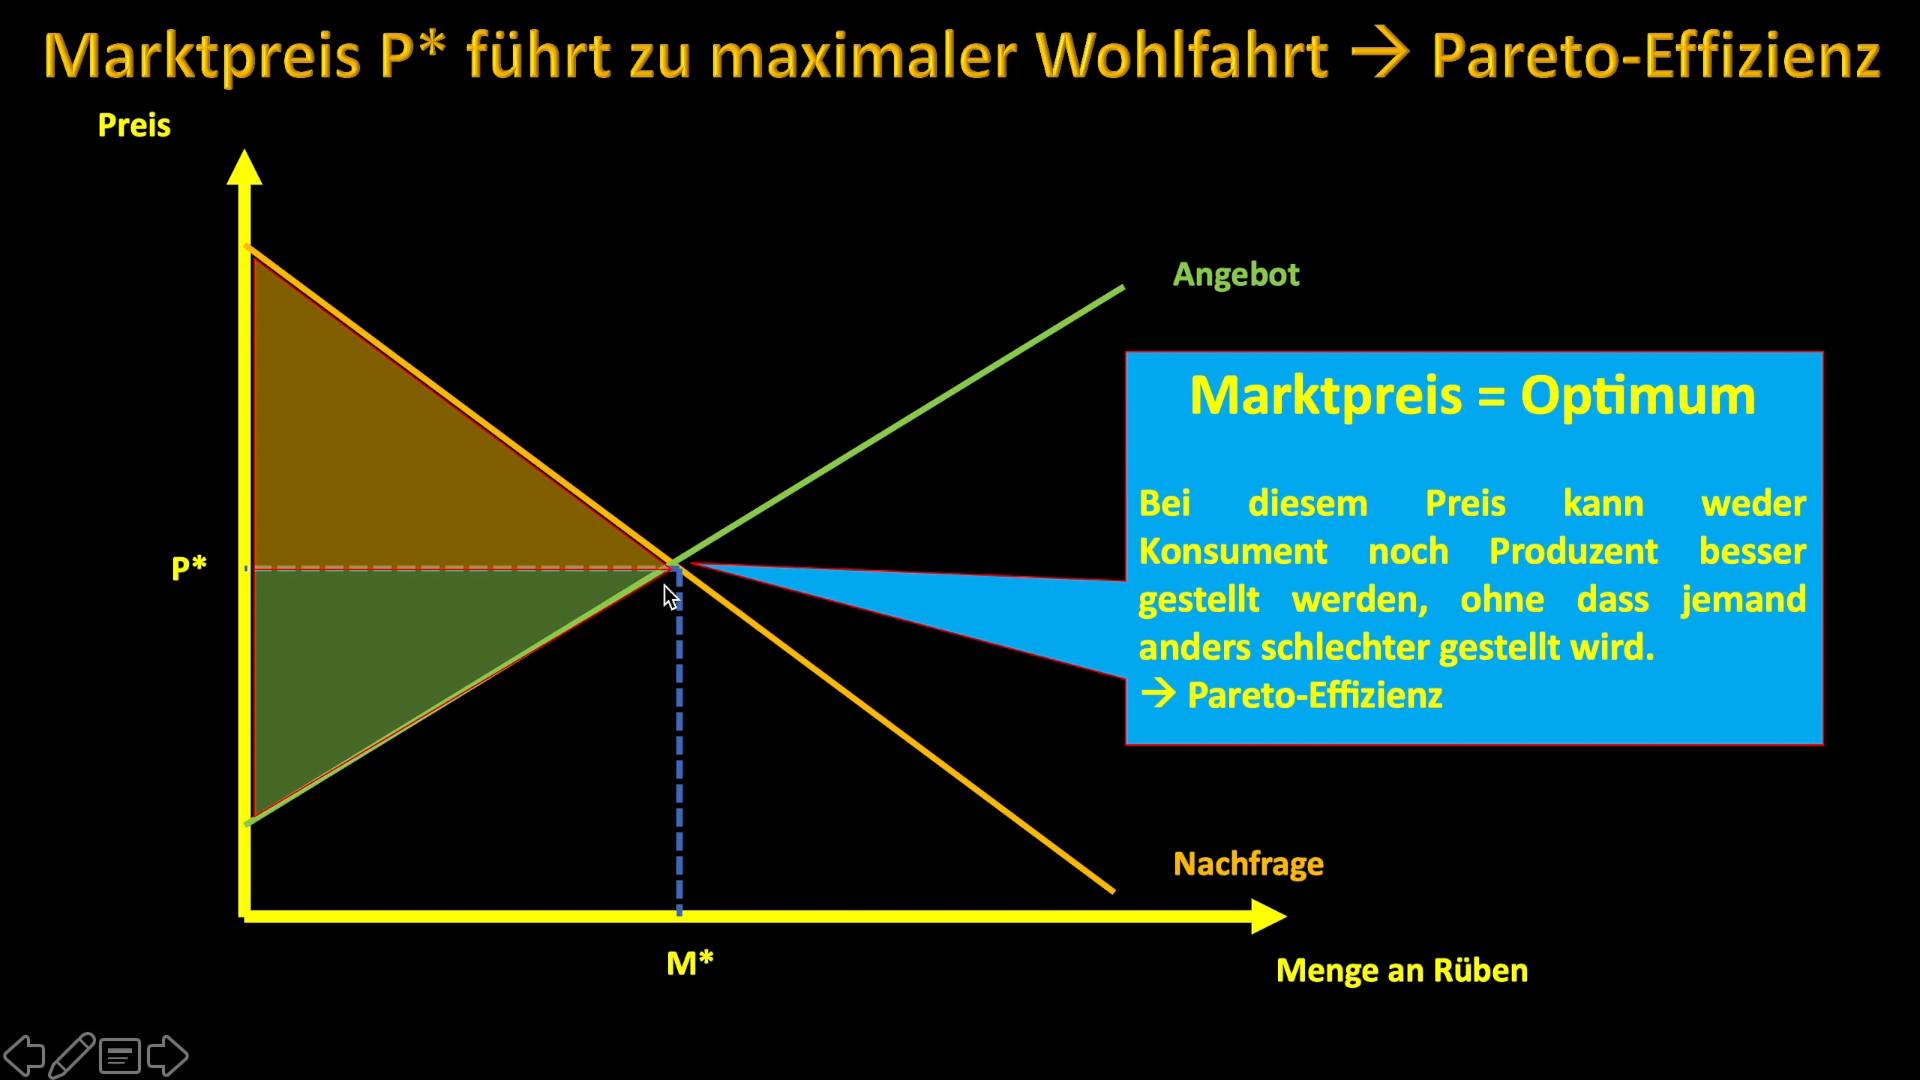 Marktpreis P* führt zu maximaler Wohlfahrt → Pareto-Effizienz
Preis
Angebot
Marktpreis = Optimum
Bei diesem Preis kann weder
Konsument noch Produzent besser
gestellt werden, ohne dass jemand
anders schlechter gestellt wird.
→ Pareto-Effizienz
P*
Nachfrage
M*
Menge an Rüben